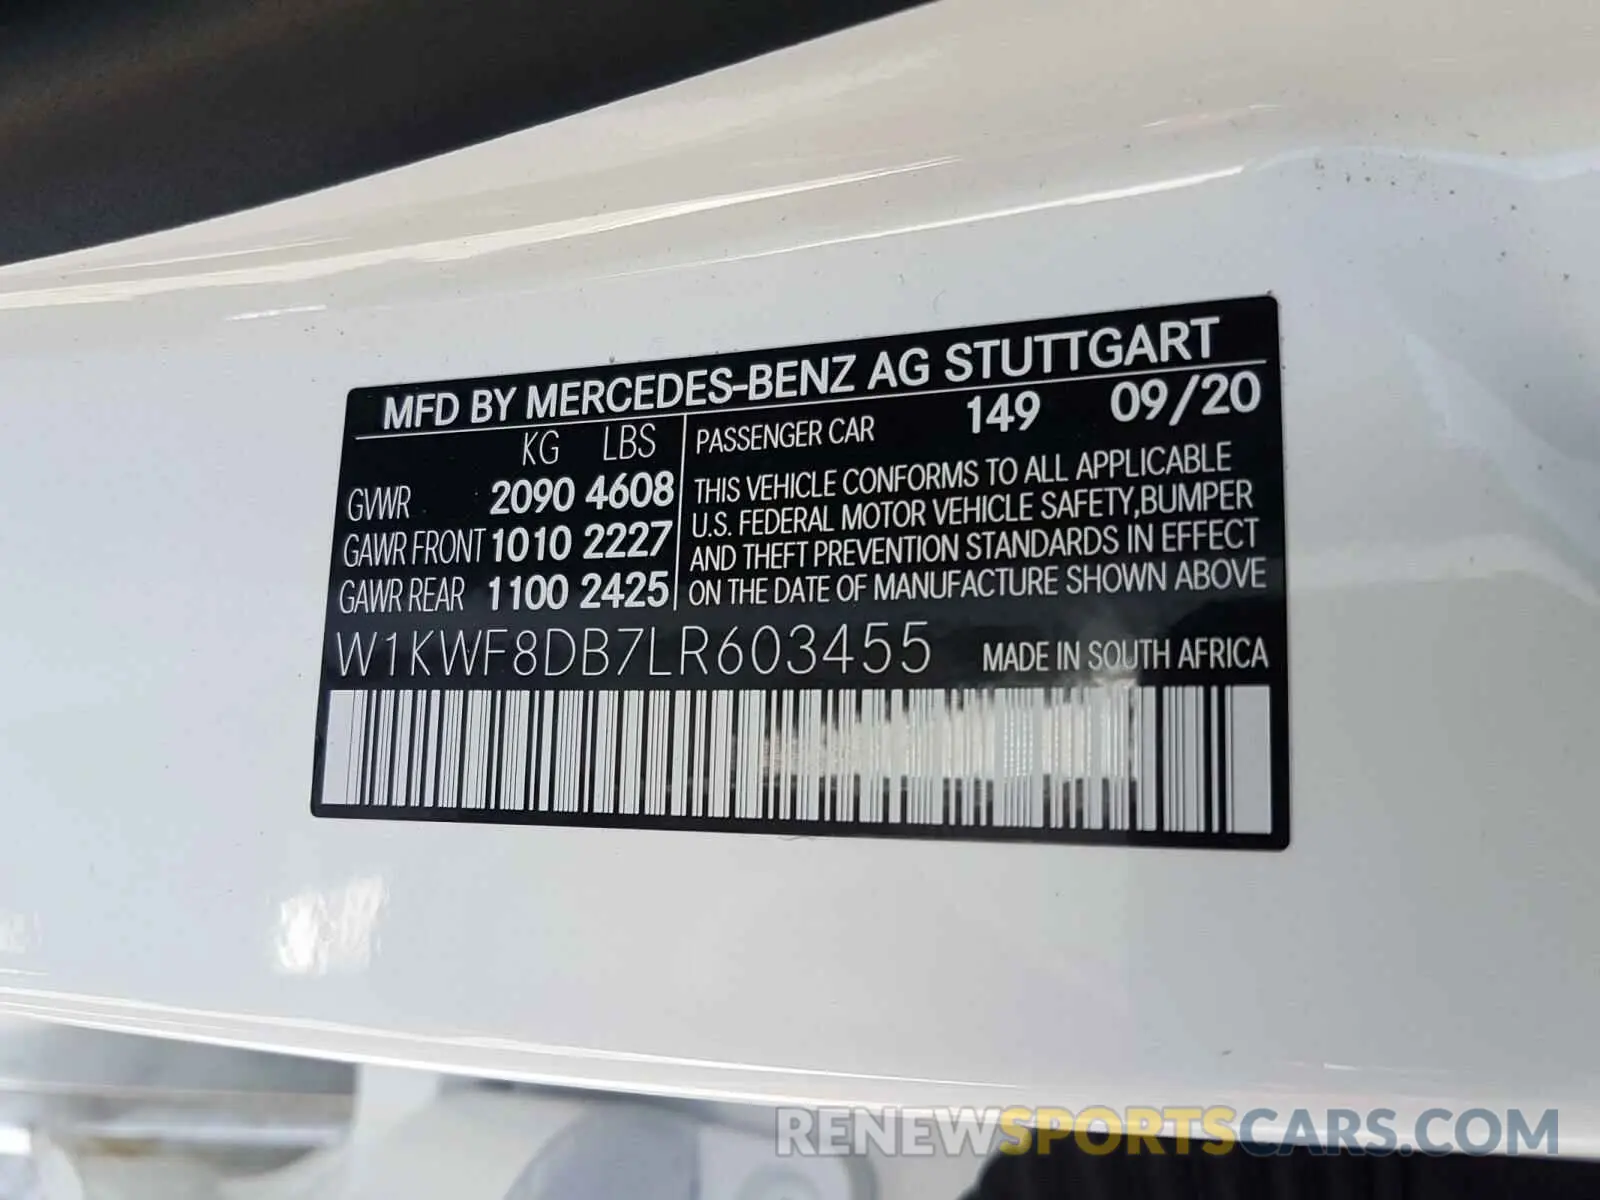 MFD BY MERCEDES-BENZ AG STUTTGART
KG LBS
GVWR 2090 4608
GAWR FRONT 1010 2227
GAWR REAR 1100 2425
PASSENGER CAR 149 09/20
THIS VEHICLE CONFORMS TO ALL APPLICABLE
U.S. FEDERAL MOTOR VEHICLE SAFETY,BUMPER
AND THEFT PREVENTION STANDARDS IN EFFECT
ON THE DATE OF MANUFACTURE SHOWN ABOVE
W1KWF8DB7LR603455 MADE IN SOUTH AFRICA
RENEWSPORTSCARS.COM